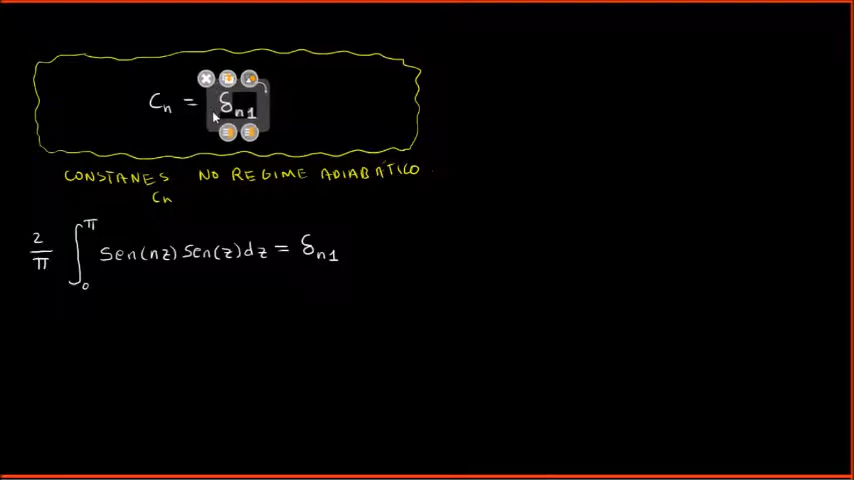 Cn = δn1
CONSTANES NO REGIME ADIABÁTICO
Cn
2/π ∫₀^π Sen(nz) Sen(z) dz = δn1